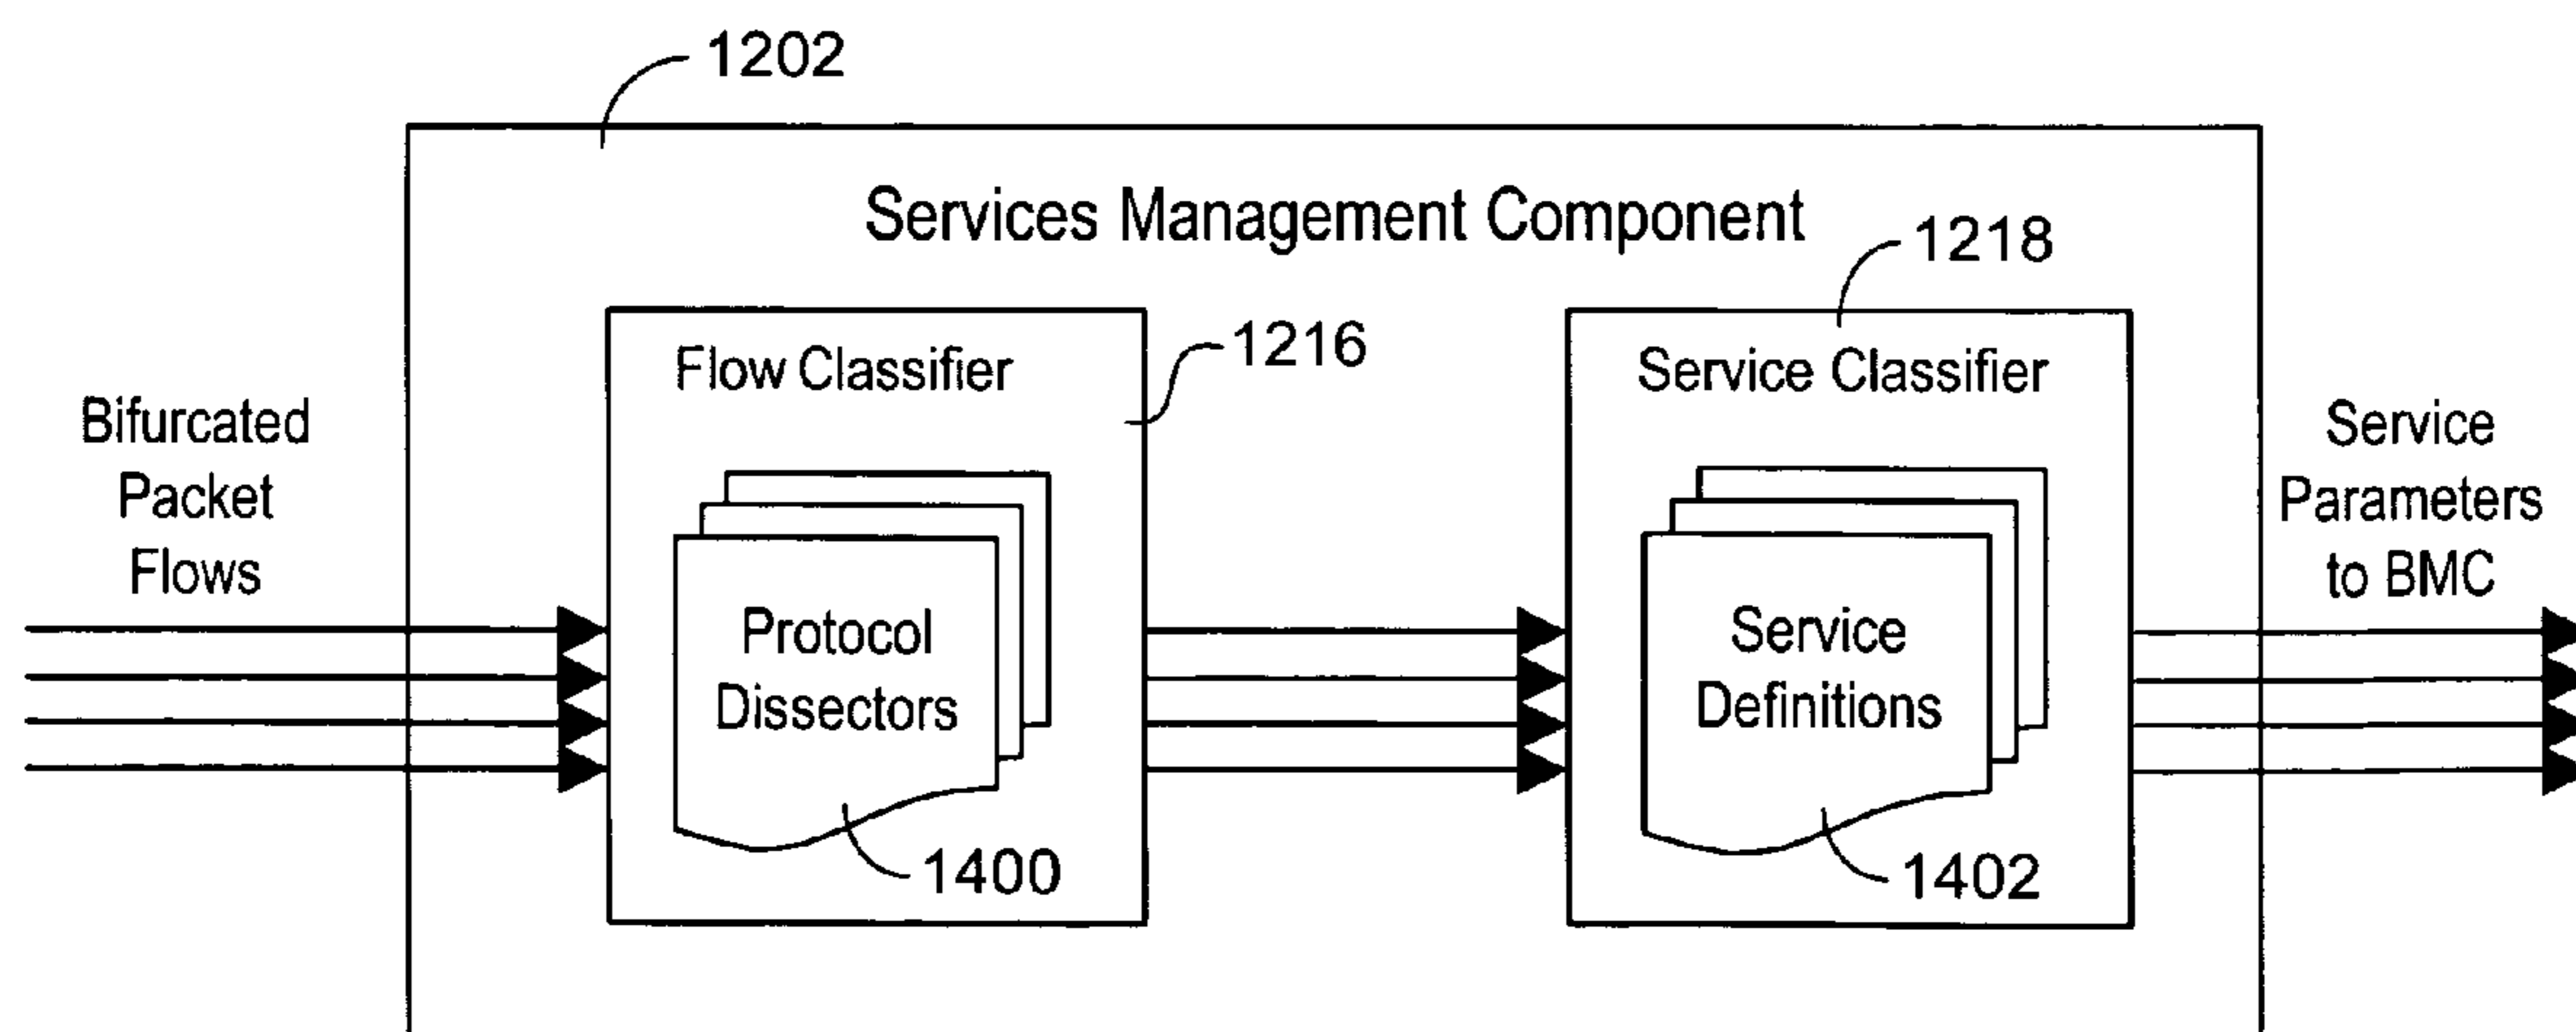 1202
Services Management Component
1218
1216
Flow Classifier
Service Classifier
Bifurcated
Packet
Flows
Service
Parameters
to BMC
Protocol
Dissectors
Service
Definitions
1400
1402